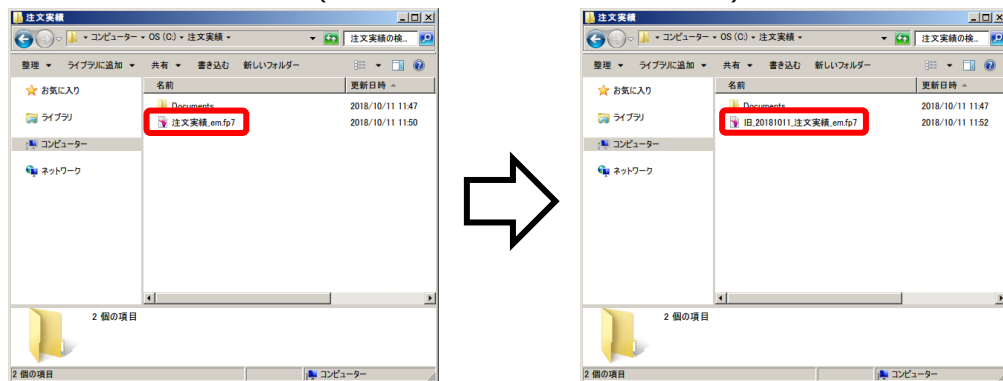 注文実績
コンピューター OS (C:) 注文実績
注文実績の検...
整理 ライブラリに追加 共有 書き込む 新しいフォルダー
お気に入り
ライブラリ
コンピューター
ネットワーク
名前 更新日時
Documents 2018/10/11 11:47
注文実績_em.fp7 2018/10/11 11:50
2 個の項目
2 個の項目 コンピューター
注文実績
コンピューター OS (C:) 注文実績
注文実績の検...
整理 ライブラリに追加 共有 書き込む 新しいフォルダー
お気に入り
ライブラリ
コンピューター
ネットワーク
名前 更新日時
Documents 2018/10/11 11:47
旧_20181011_注文実績_em.fp7 2018/10/11 11:52
2 個の項目
2 個の項目 コンピューター